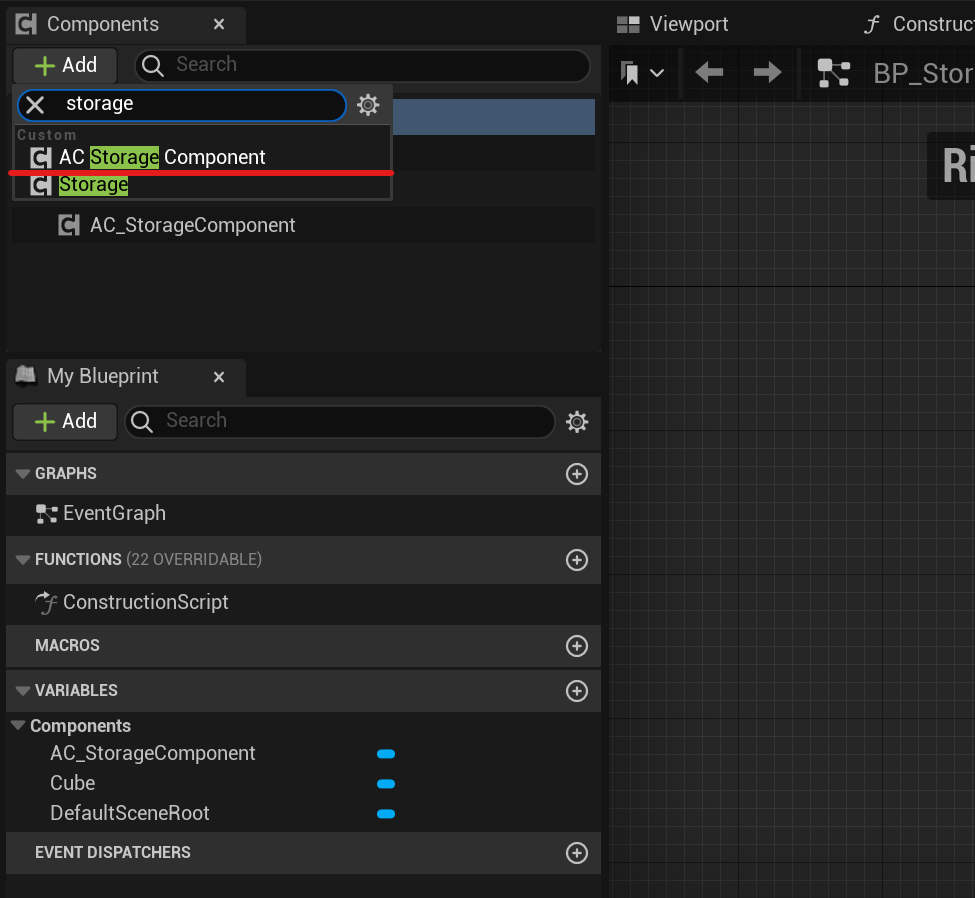 Components
Add
Search
storage
Custom
AC Storage Component
Storage
AC_StorageComponent
My Blueprint
Add
Search
GRAPHS
EventGraph
FUNCTIONS (22 OVERRIDABLE)
ConstructionScript
MACROS
VARIABLES
Components
AC_StorageComponent
Cube
DefaultSceneRoot
EVENT DISPATCHERS
Viewport
Construc
BP_Stor
Ri